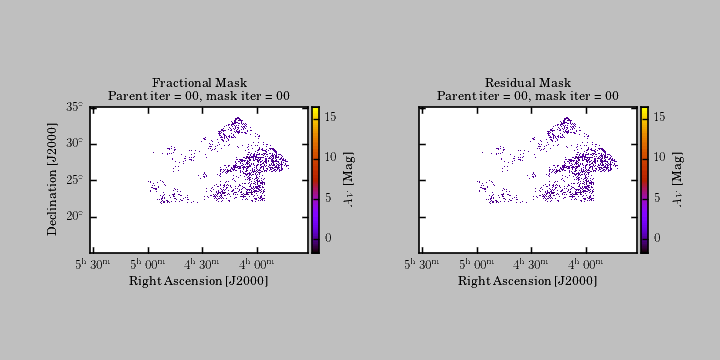 Fractional Mask
Parent iter = 00, mask iter = 00
35°
30°
25°
20°
Declination [J2000]
5ʰ 30ᵐ 5ʰ 00ᵐ 4ʰ 30ᵐ 4ʰ 00ᵐ
Right Ascension [J2000]
15
10
5
0
A_V [Mag]
Residual Mask
Parent iter = 00, mask iter = 00
5ʰ 30ᵐ 5ʰ 00ᵐ 4ʰ 30ᵐ 4ʰ 00ᵐ
Right Ascension [J2000]
15
10
5
0
A_V [Mag]